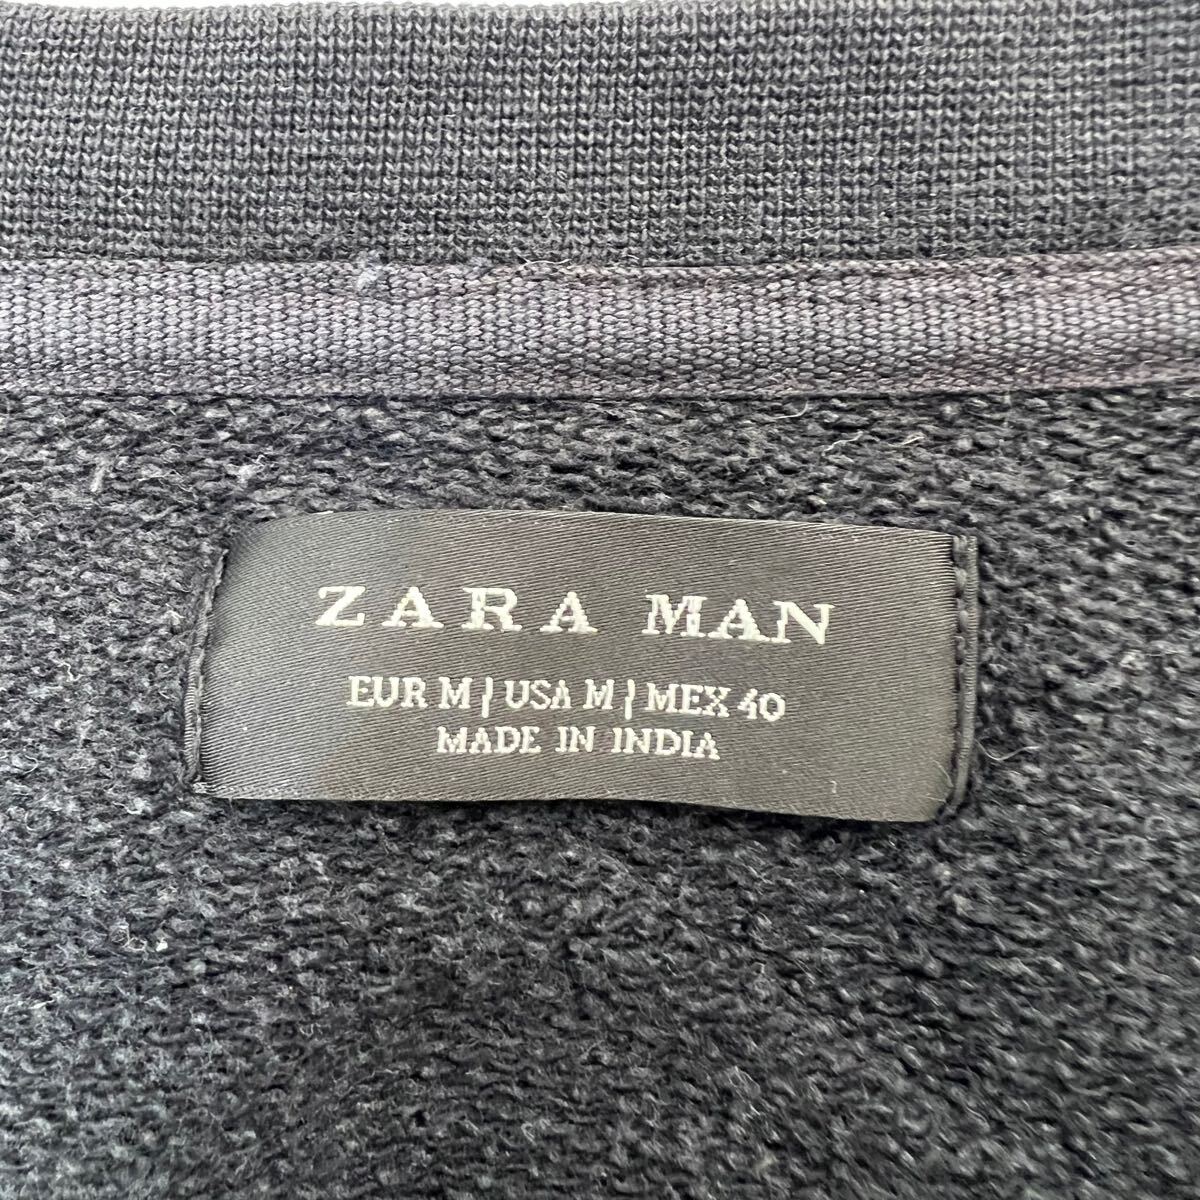 ZARA MAN
EUR M | USA M | MEX 40
MADE IN INDIA